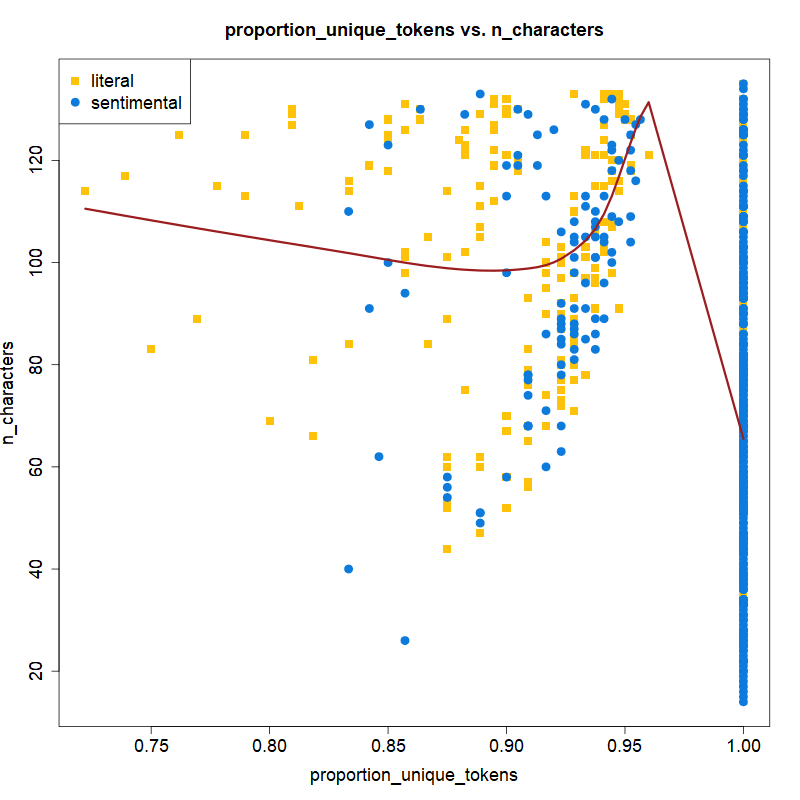 proportion_unique_tokens vs. n_characters
literal
sentimental
n_characters
120
100
80
60
40
20
0.75 0.80 0.85 0.90 0.95 1.00
proportion_unique_tokens